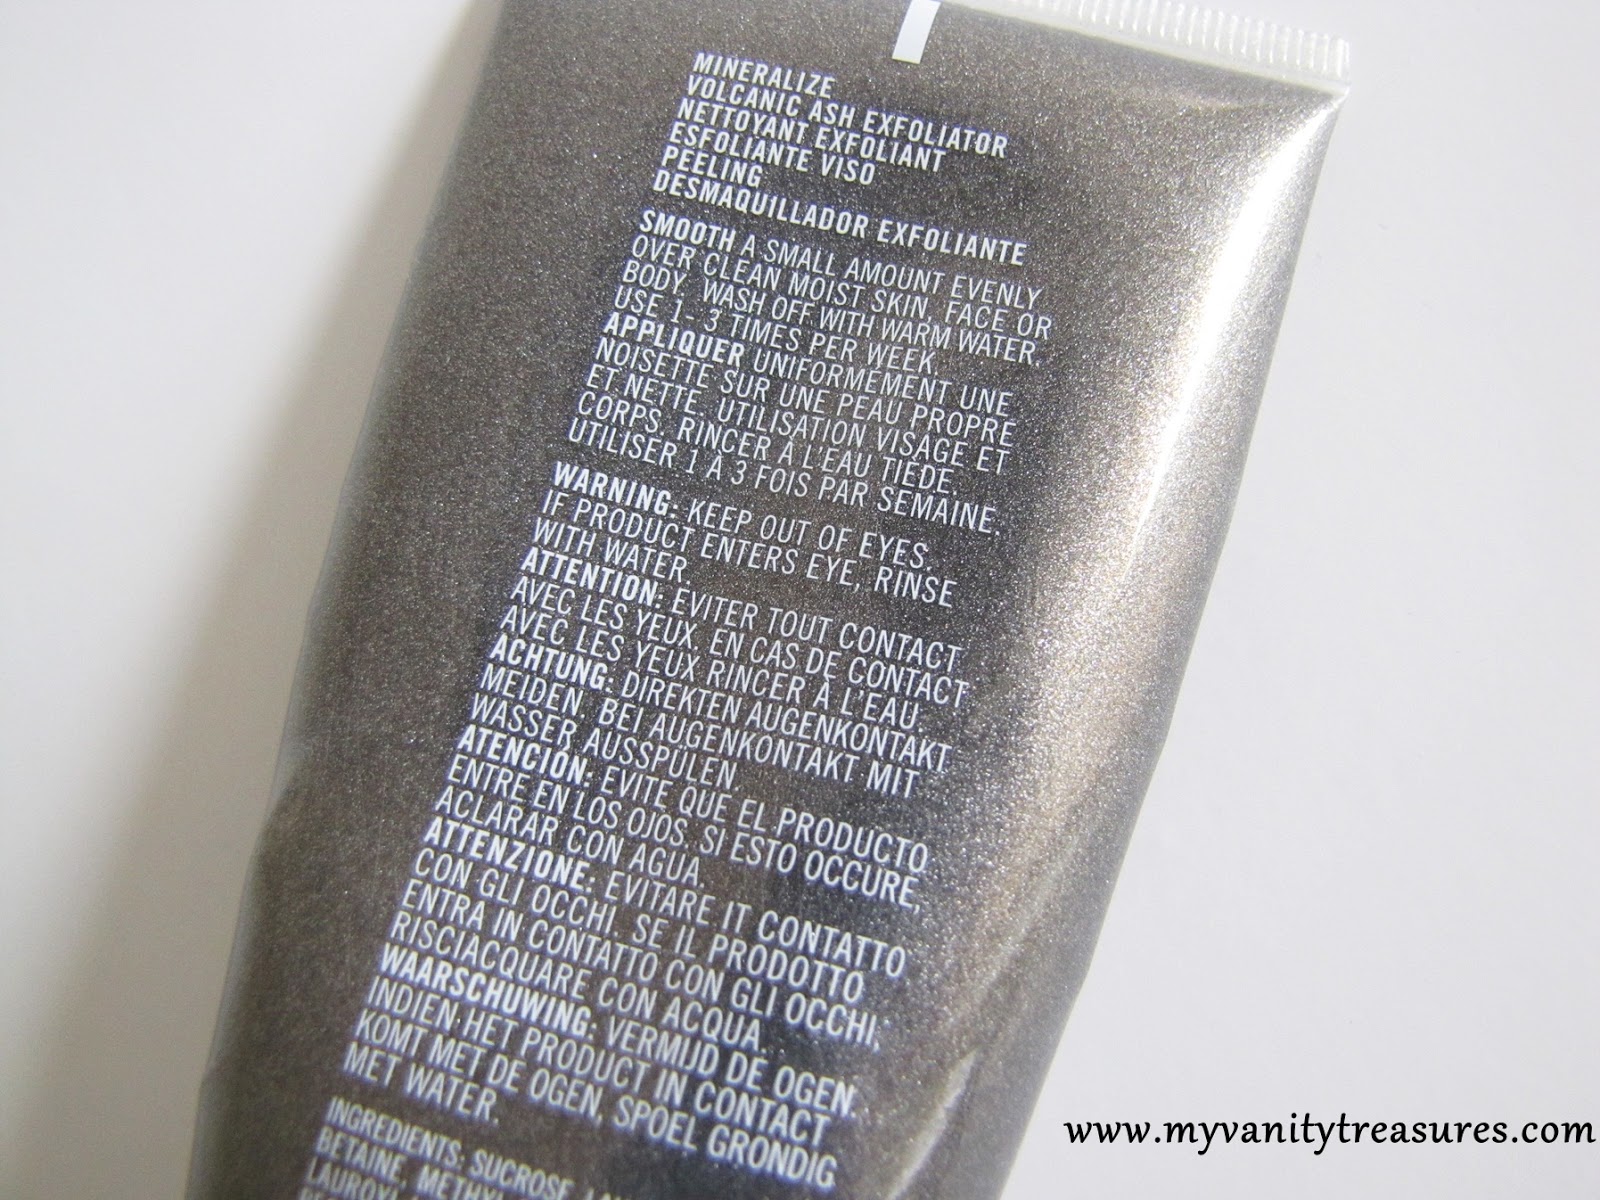 MINERALIZE
VOLCANIC ASH EXFOLIATOR
NETTOYANT EXFOLIANT
ESFOLIANTE VISO
PEELING
DESMAQUILLADOR EXFOLIANTE
SMOOTH A SMALL AMOUNT EVENLY
OVER CLEAN MOIST SKIN, FACE OR
BODY. WASH OFF WITH WARM WATER.
USE 1 - 3 TIMES PER WEEK.
APPLIQUER UNIFORMÉMENT UNE
NOISETTE SUR UNE PEAU PROPRE
ET NETTE. UTILISATION VISAGE ET
CORPS. RINCER À L'EAU TIÈDE.
UTILISER 1 À 3 FOIS PAR SEMAINE.
WARNING: KEEP OUT OF EYES.
IF PRODUCT ENTERS EYE, RINSE
WITH WATER.
ATTENTION: ÉVITER TOUT CONTACT
AVEC LES YEUX. EN CAS DE CONTACT
AVEC LES YEUX RINCER À L'EAU.
ACHTUNG: DIREKTEN AUGENKONTAKT
MEIDEN. BEI AUGENKONTAKT MIT
WASSER AUSSPÜLEN.
ATENCIÓN: EVITE QUE EL PRODUCTO
ENTRE EN LOS OJOS. SI ESTO OCCURE,
ACLARAR CON AGUA.
ATTENZIONE: EVITARE IT CONTATTO
CON GLI OCCHI. SE IL PRODOTTO
ENTRA IN CONTATTO CON GLI OCCHI,
RISCIACQUARE CON ACQUA.
WAARSCHUWING: VERMIJD DE OGEN.
INDIEN HET PRODUCT IN CONTACT
KOMT MET DE OGEN, SPOEL GRONDIG
MET WATER.
INGREDIENTS: SUCROSE,
BETAINE, METHYL
LAUROYL
www.myvanitytreasures.com